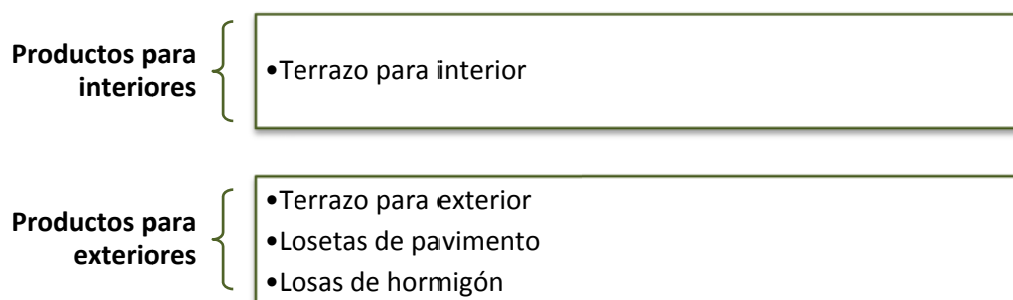 Productos para
interiores
•Terrazo para interior
Productos para
exteriores
•Terrazo para exterior
•Losetas de pavimento
•Losas de hormigón